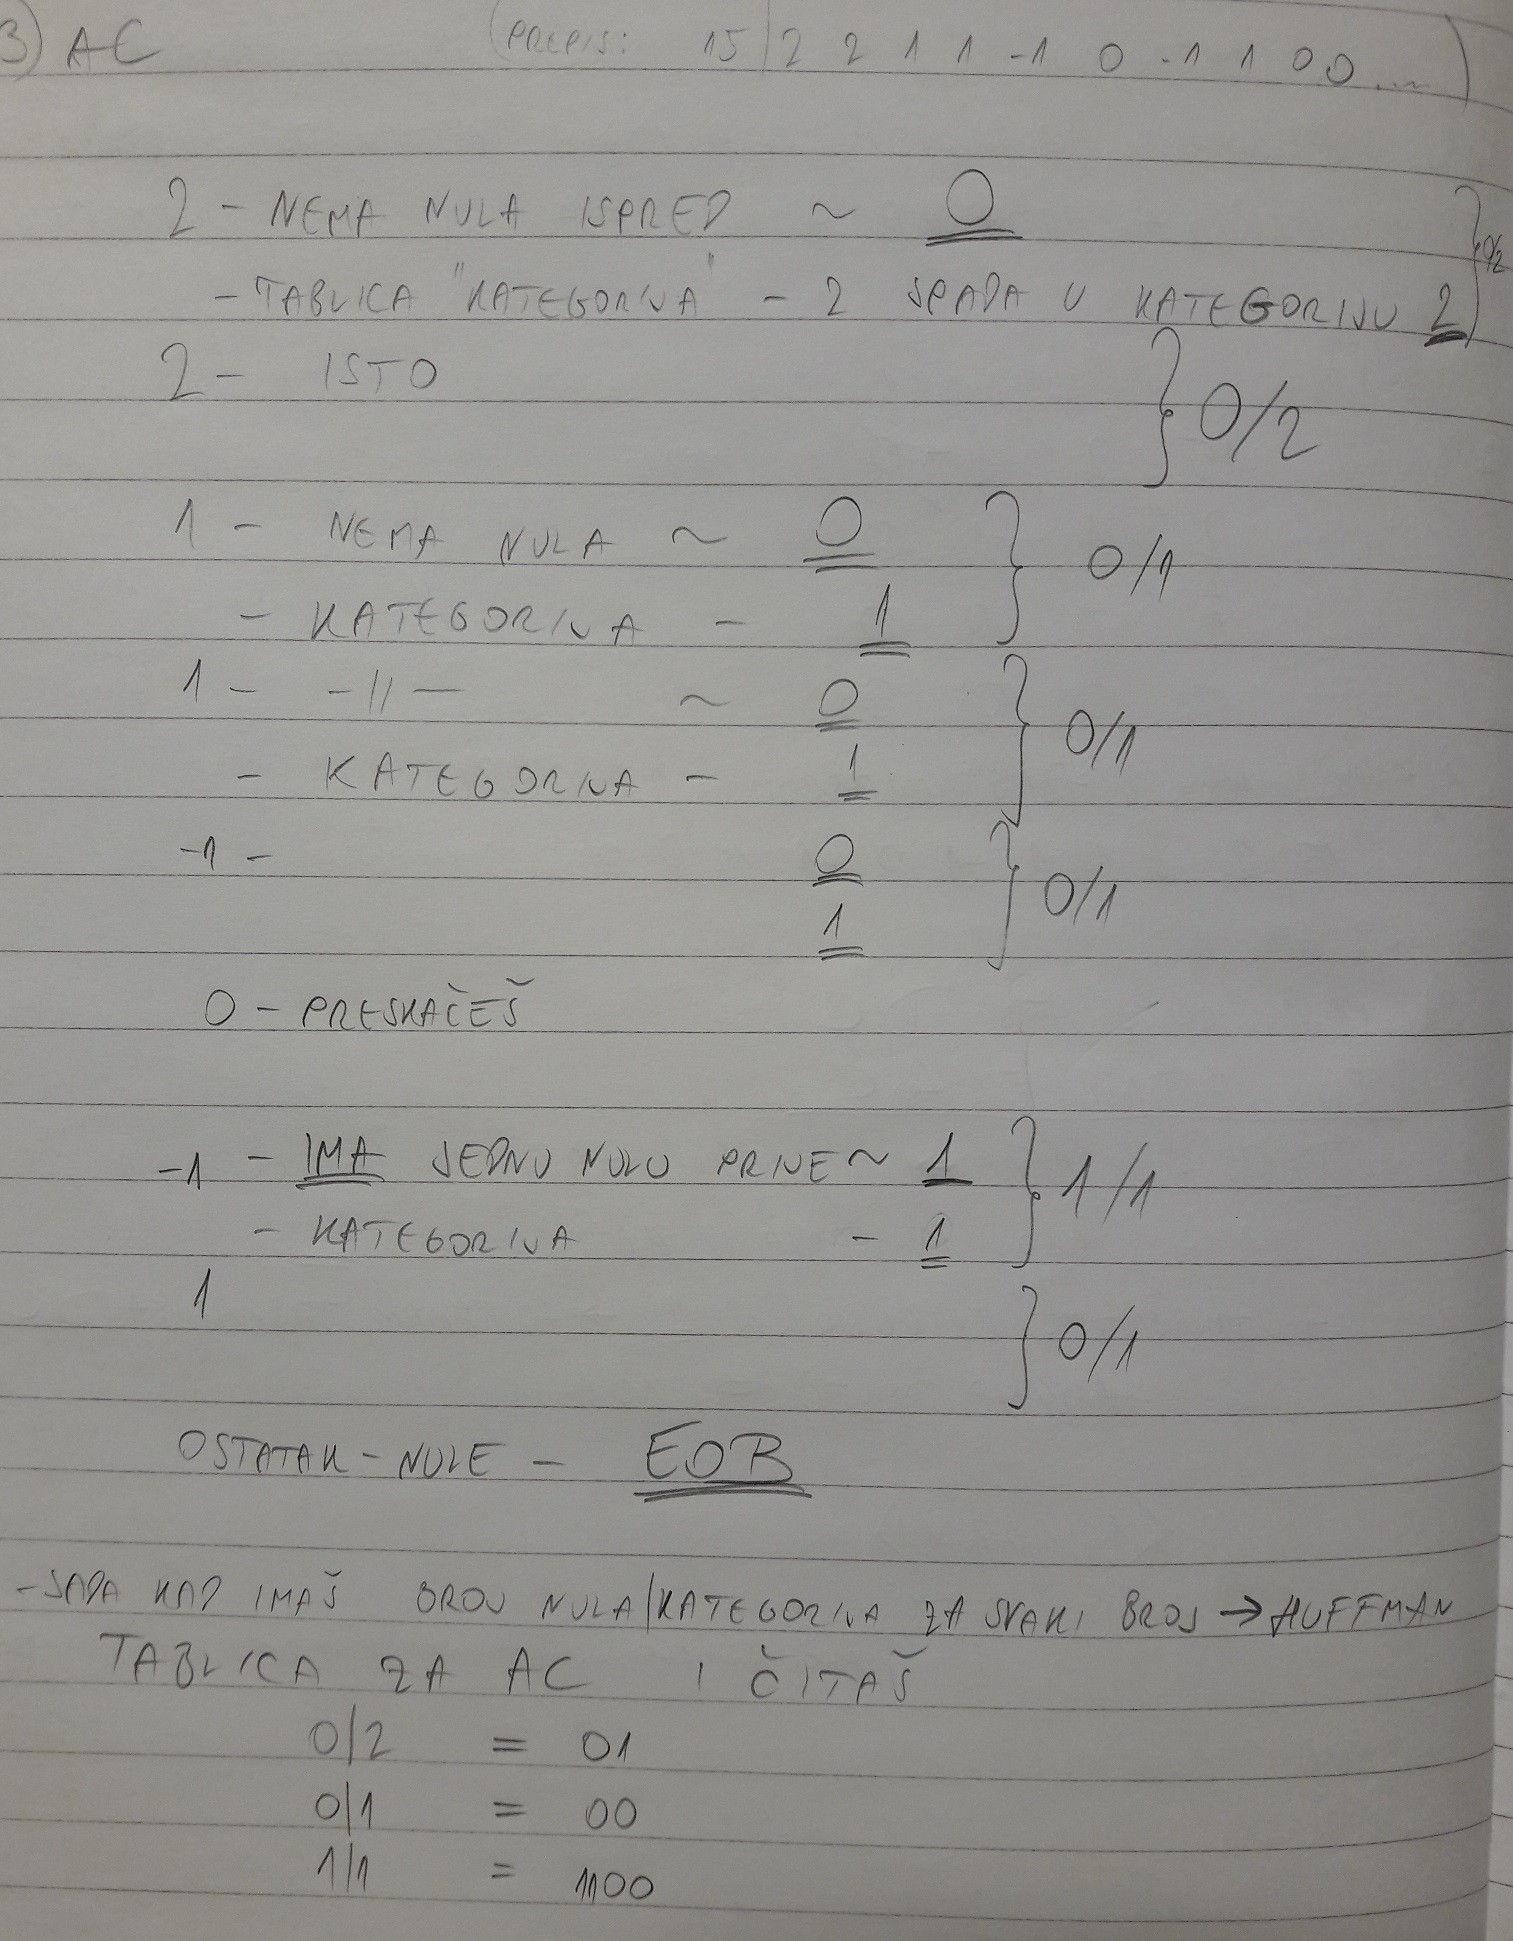 3) AC (PREPIS: 15 | 2 2 1 1 -1 0 -1 1 0 0 ....)
2 - NEMA NULA ISPRED ~ 0
- TABLICA "KATEGORIJA" - 2 SPADA U KATEGORIJU 2 } 0/2
2 - ISTO } 0/2
1 - NEMA NULA ~ 0
- KATEGORIJA - 1 } 0/1
1 - -//- ~ 0
- KATEGORIJA - 1 } 0/1
-1 - 0
1 } 0/1
0 - PRESKAČEŠ
-1 - IMA JEDNU NULU PRIJE ~ 1
- KATEGORIJA - 1 } 1/1
1 } 0/1
OSTATAK - NULE - EOB
- SADA KAD IMAŠ BROJ NULA/KATEGORIJA ZA SVAKI BROJ → HUFFMAN
TABLICA ZA AC I ČITAŠ
0/2 = 01
0/1 = 00
1/1 = 1100